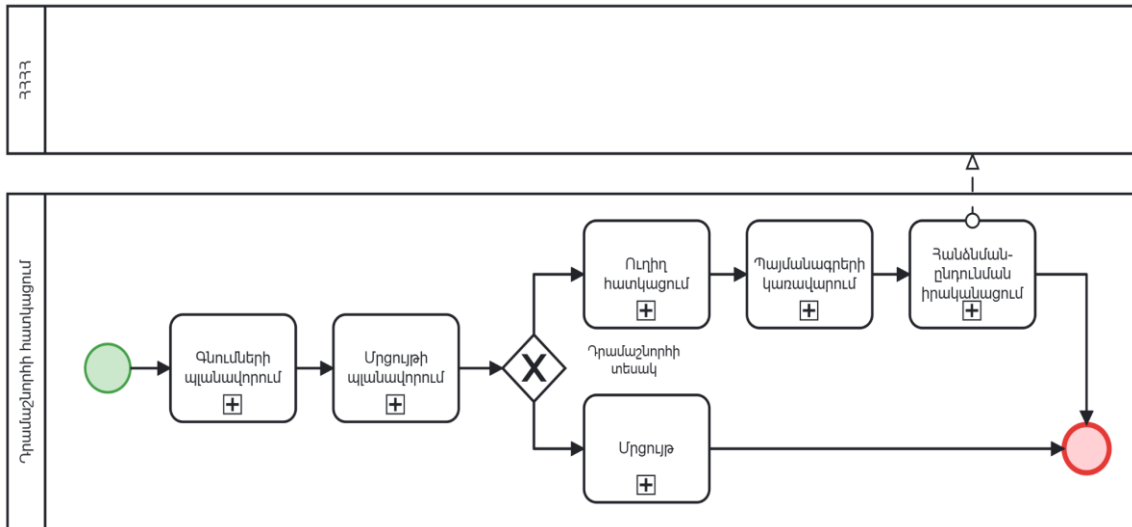 ՀՀՀՀ
Դրամաշնորհի հատկացում
Գնումների
պլանավորում
Մրցույթի
պլանավորում
Ուղիղ
հատկացում
Պայմանագրերի
կառավարում
Հանձնման-
ընդունման
իրականացում
Դրամաշնորհի
տեսակ
Մրցույթ